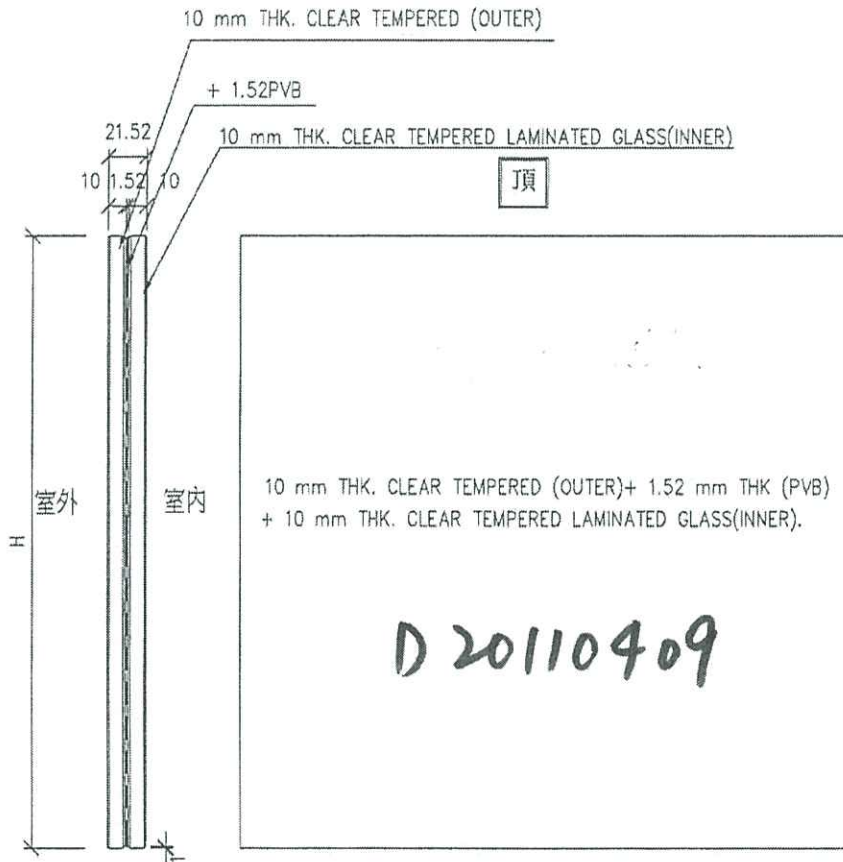 10 mm THK. CLEAR TEMPERED (OUTER)
+ 1.52PVB
21.52
10 mm THK. CLEAR TEMPERED LAMINATED GLASS(INNER)
10 1.52 10
頂
H
室外
室內
10 mm THK. CLEAR TEMPERED (OUTER)+ 1.52 mm THK (PVB)
+ 10 mm THK. CLEAR TEMPERED LAMINATED GLASS(INNER).
D20110409